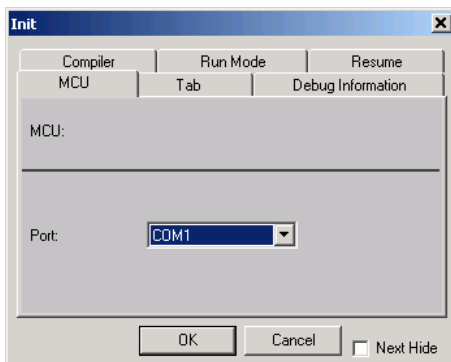 Init
Compiler Run Mode Resume
MCU Tab Debug Information
MCU:
Port: COM1
OK Cancel Next Hide